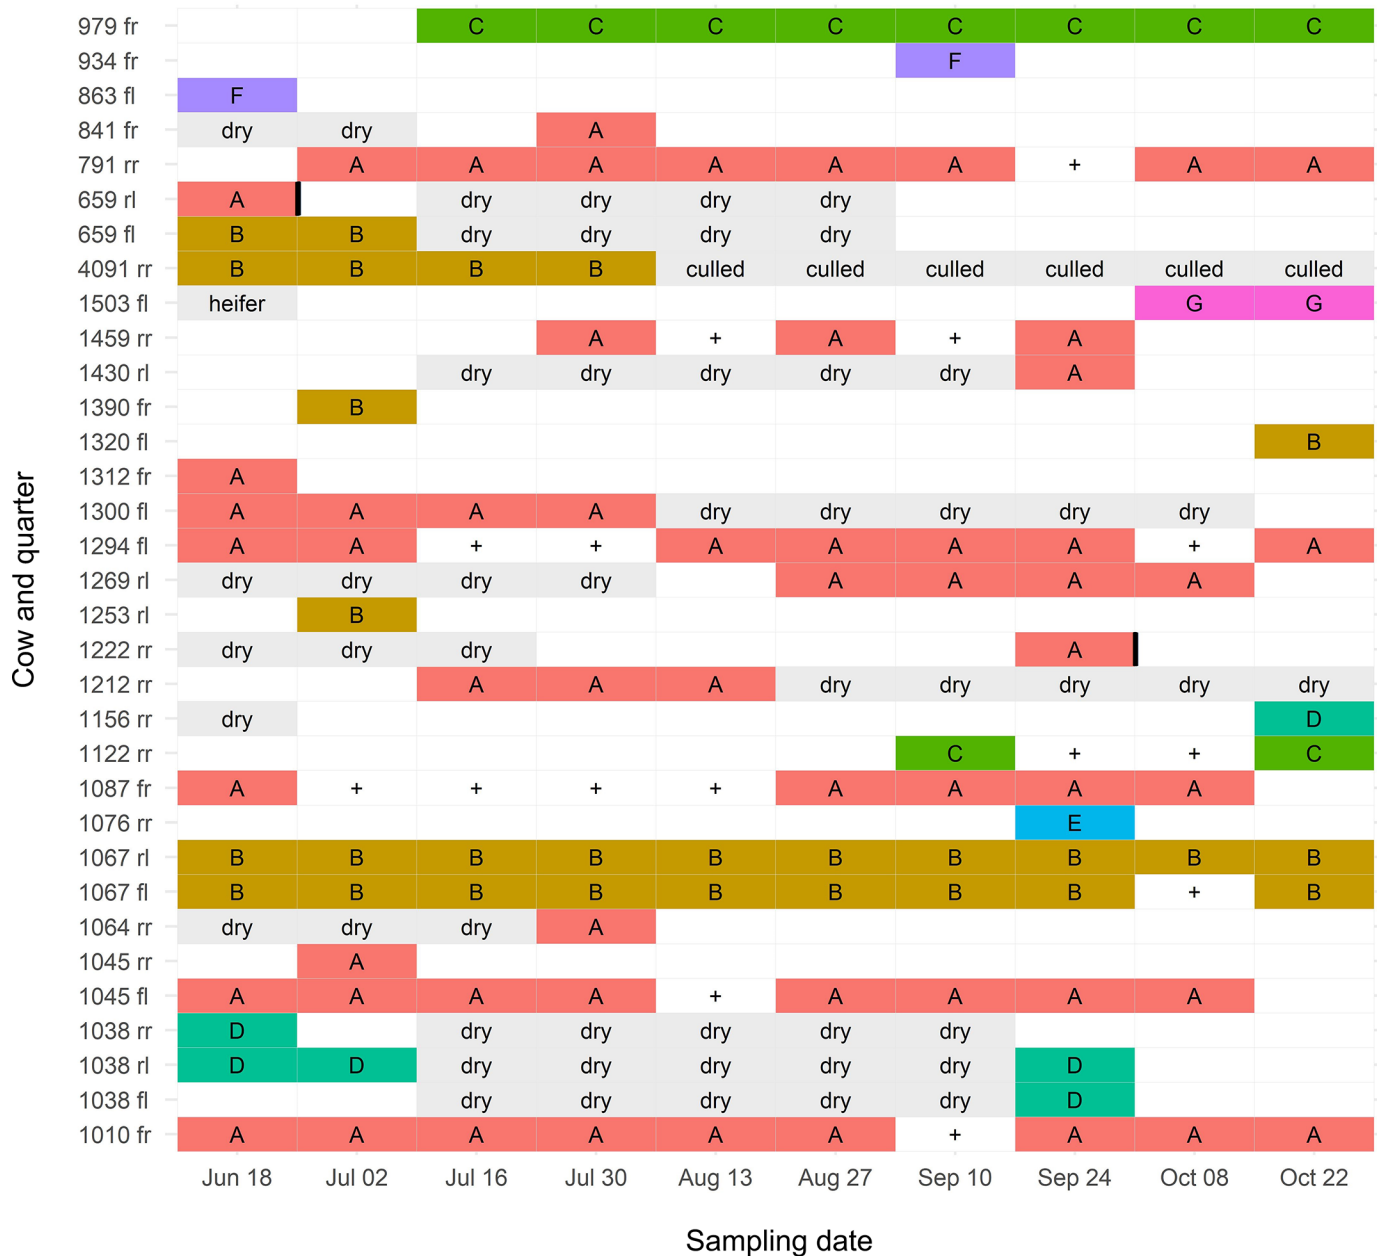 979 fr C C C C C C C C
934 fr F
863 fl F
841 fr dry dry A
791 rr A A A A A A + A A
659 rl A dry dry dry dry
659 fl B B dry dry dry dry
4091 rr B B B B culled culled culled culled culled culled
1503 fl heifer G G
1459 rr A + A + A
1430 rl dry dry dry dry dry A
1390 fr B
1320 fl B
1312 fr A
1300 fl A A A A dry dry dry dry dry
1294 fl A A + + A A A A + A
1269 rl dry dry dry dry A A A A
1253 rl B
1222 rr dry dry dry A
1212 rr A A A dry dry dry dry dry
1156 rr dry D
1122 rr C + + C
1087 fr A + + + + A A A A
1076 rr E
1067 rl B B B B B B B B B B
1067 fl B B B B B B B B + B
1064 rr dry dry dry A
1045 rr A
1045 fl A A A A + A A A A
1038 rr D dry dry dry dry dry
1038 rl D D dry dry dry dry dry D
1038 fl dry dry dry dry dry D
1010 fr A A A A A A + A A A
Jun 18 Jul 02 Jul 16 Jul 30 Aug 13 Aug 27 Sep 10 Sep 24 Oct 08 Oct 22
Sampling date
Cow and quarter